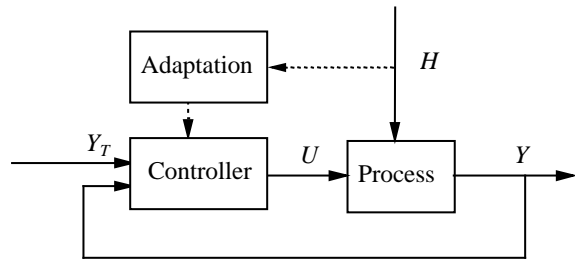 Adaptation
H
Y_T
U
Y
Controller
Process